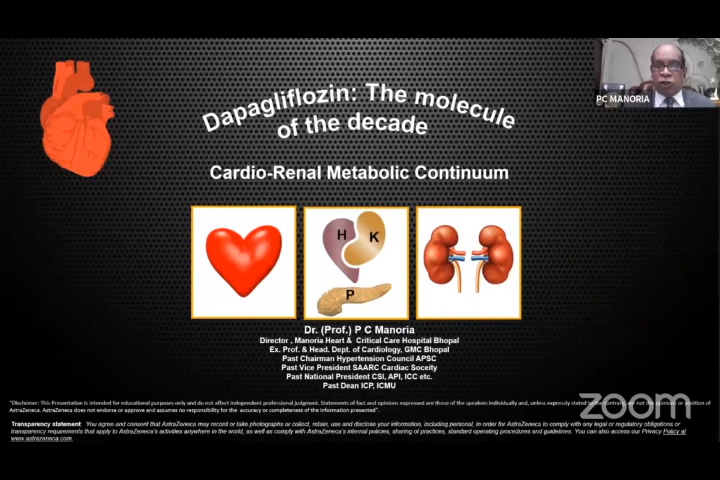 PC MANORIA
Dapagliflozin: The molecule
of the decade
Cardio-Renal Metabolic Continuum
H K
P
Dr. (Prof.) P C Manoria
Director , Manoria Heart & Critical Care Hospital Bhopal
Ex. Prof. & Head. Dept. of Cardiology, GMC Bhopal
Past Chairman Hypertension Council APSC
Past Vice President SAARC Cardiac Soceity
Past National President CSI, API, ICC etc.
Past Dean ICP, ICMU
"Disclaimer: This Presentation is intended for educational purposes only and do not affect independent professional judgment. Statements of fact and opinions expressed are those of the speakers individually and, unless expressly stated to the contrary, are not the opinion or position of
AstraZeneca. AstraZeneca does not endorse or approve and assumes no responsibility for the accuracy or completeness of the information presented".
zoom
Transparency statement: You agree and consent that AstraZeneca may record or take photographs or collect, retain, use and disclose your information, including personal, in order for AstraZeneca to comply with any legal or regulatory obligations or
transparency requirements that apply to AstraZeneca's activities anywhere in the world, as well as comply with AstraZeneca's internal policies, sharing of practices, standard operating procedures and guidelines. You can also access our Privacy Policy at
www.astrazeneca.com